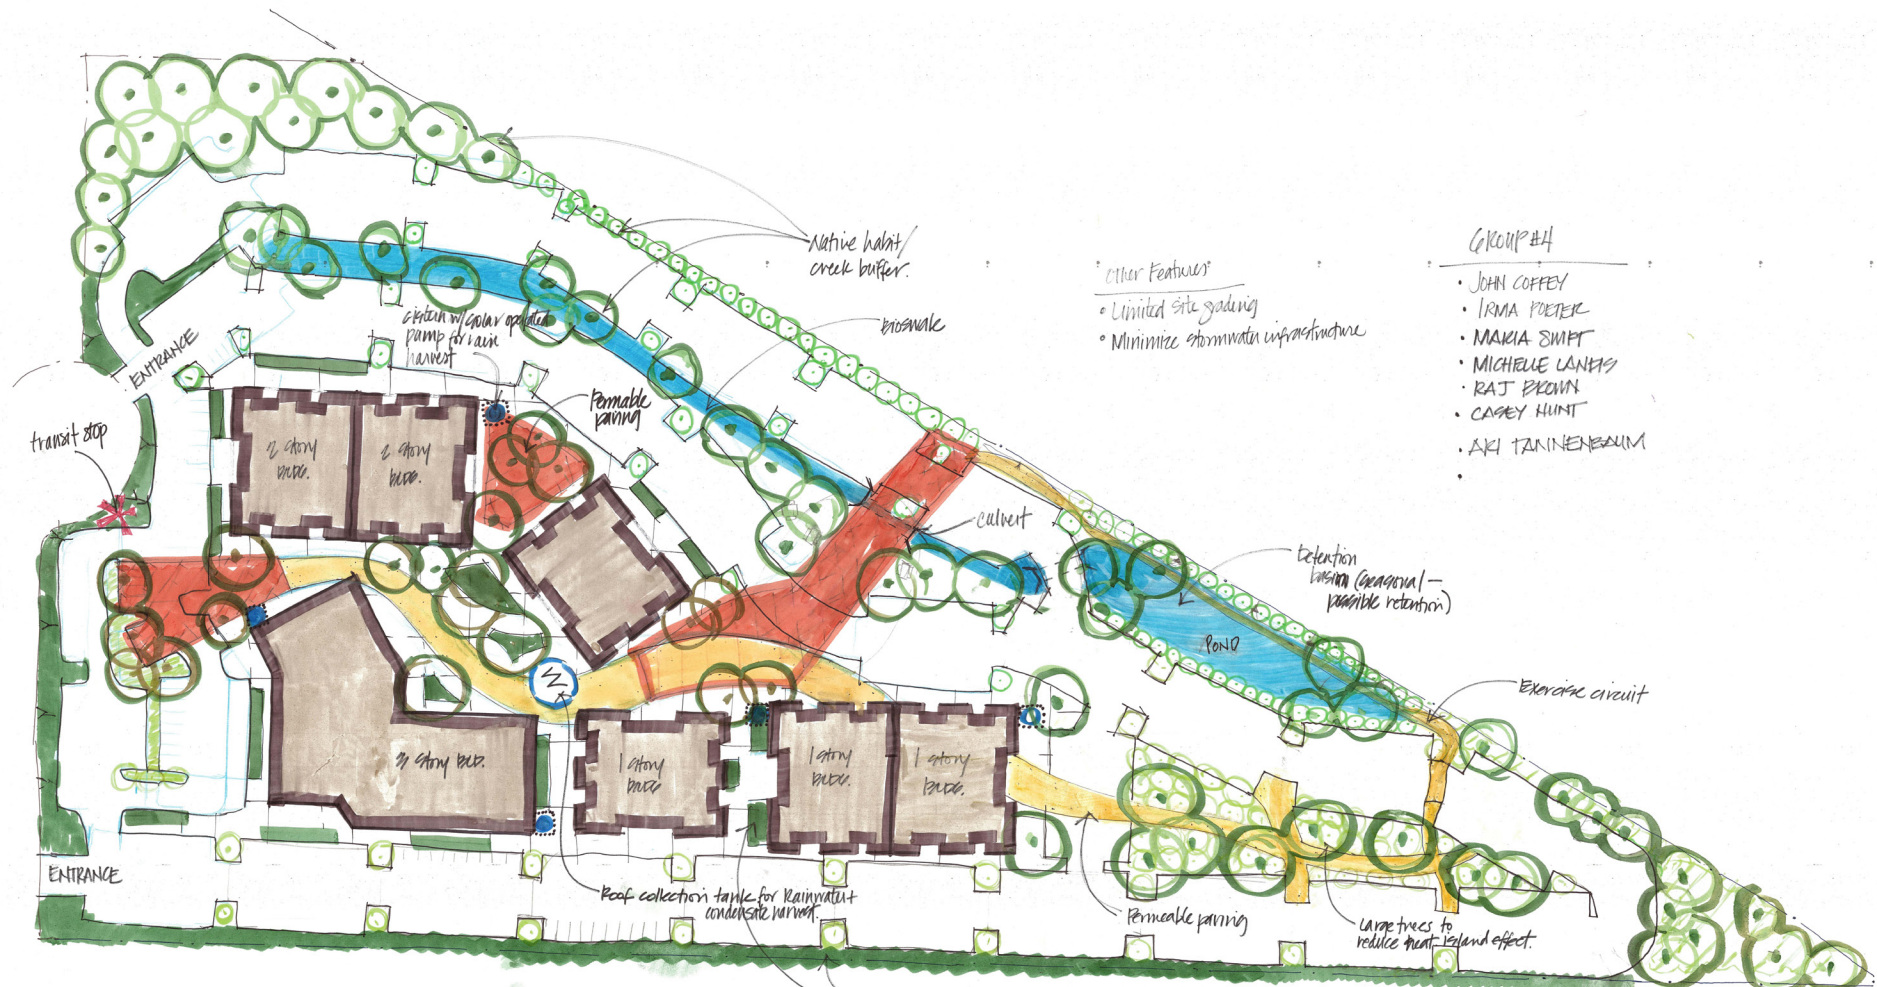 Native habit/
creek buffer.
Bioswale
Other Features
• Limited site grading
• Minimize stormwater infrastructure
GROUP #4
• JOHN COFFEY
• IRMA PORTER
• MARIA SWIFT
• MICHELLE LANDIS
• RAJ BROWN
• CASEY HUNT
• AKI TANNENBAUM
•
cistern w/ solar operated
pump for rain
harvest
Permable
paving
ENTRANCE
transit stop
2 story
BLDG.
2 story
BLDG.
culvert
Detention
basin (seasonal –
possible retention)
POND
Exercise circuit
3 story BLD.
1 story
BLDG
1 story
BLDG.
1 story
BLDG.
ENTRANCE
Roof collection tank for Rainwater +
condensate harvest.
Permeable paving
Large trees to
reduce heat-island effect.